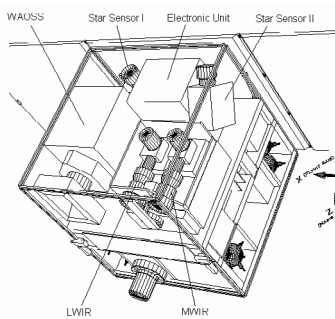 WAOSS
Star Sensor I
Electronic Unit
Star Sensor II
X
Z
LWIR
MWIR